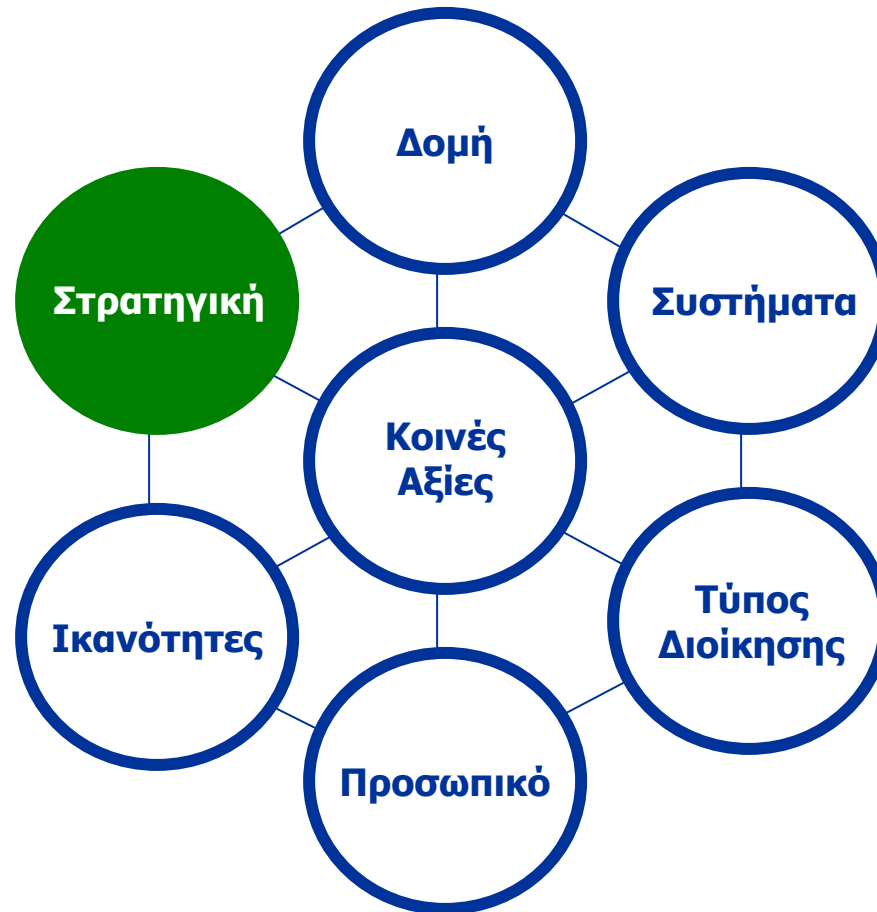 Δομή
Στρατηγική
Συστήματα
Κοινές
Αξίες
Τύπος
Διοίκησης
Ικανότητες
Προσωπικό